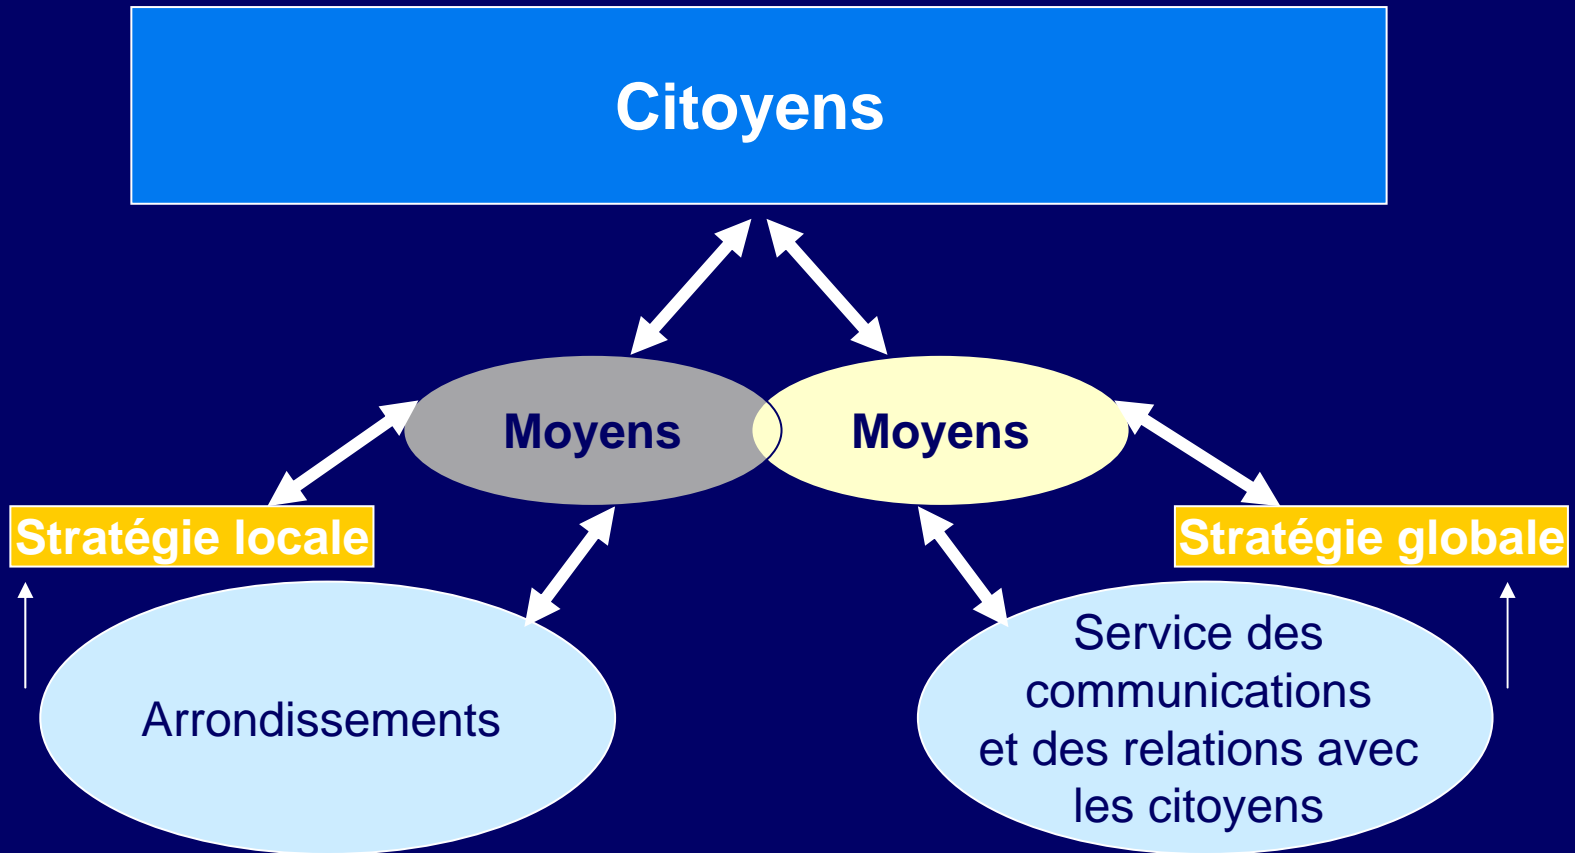 Citoyens
Moyens
Moyens
Stratégie locale
Stratégie globale
Arrondissements
Service des
communications
et des relations avec
les citoyens